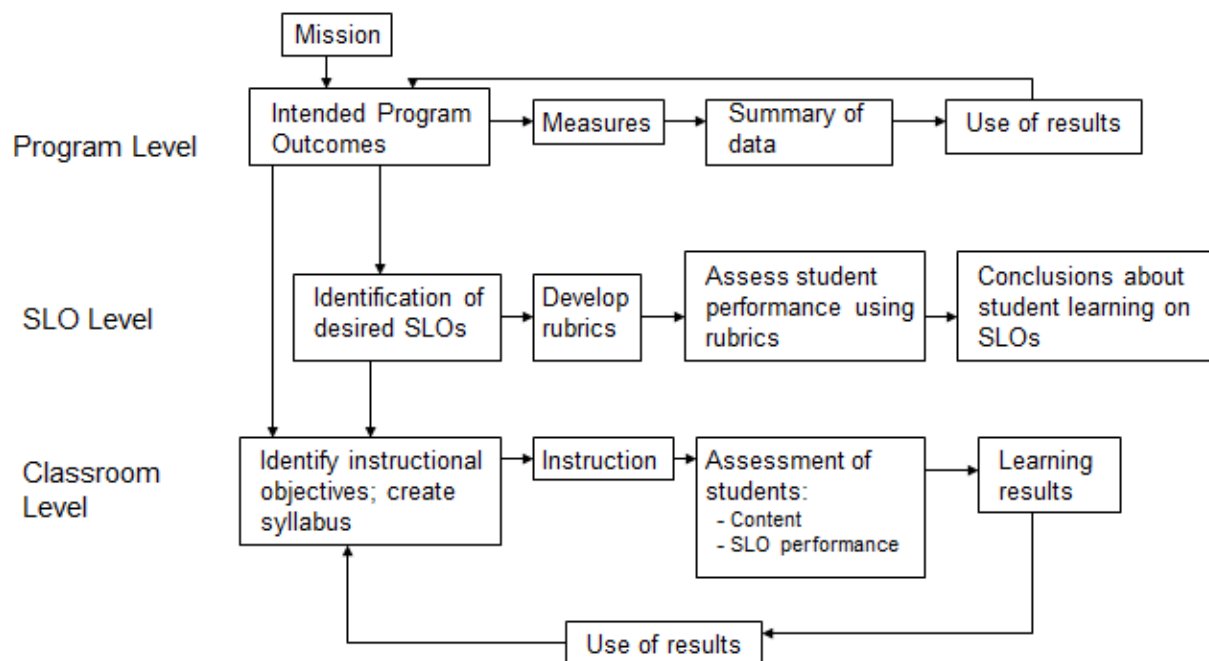 Mission
Program Level
Intended Program
Outcomes
Measures
Summary of
data
Use of results
SLO Level
Identification of
desired SLOs
Develop
rubrics
Assess student
performance using
rubrics
Conclusions about
student learning on
SLOs
Classroom
Level
Identify instructional
objectives; create
syllabus
Instruction
Assessment of
students:
- Content
- SLO performance
Learning
results
Use of results